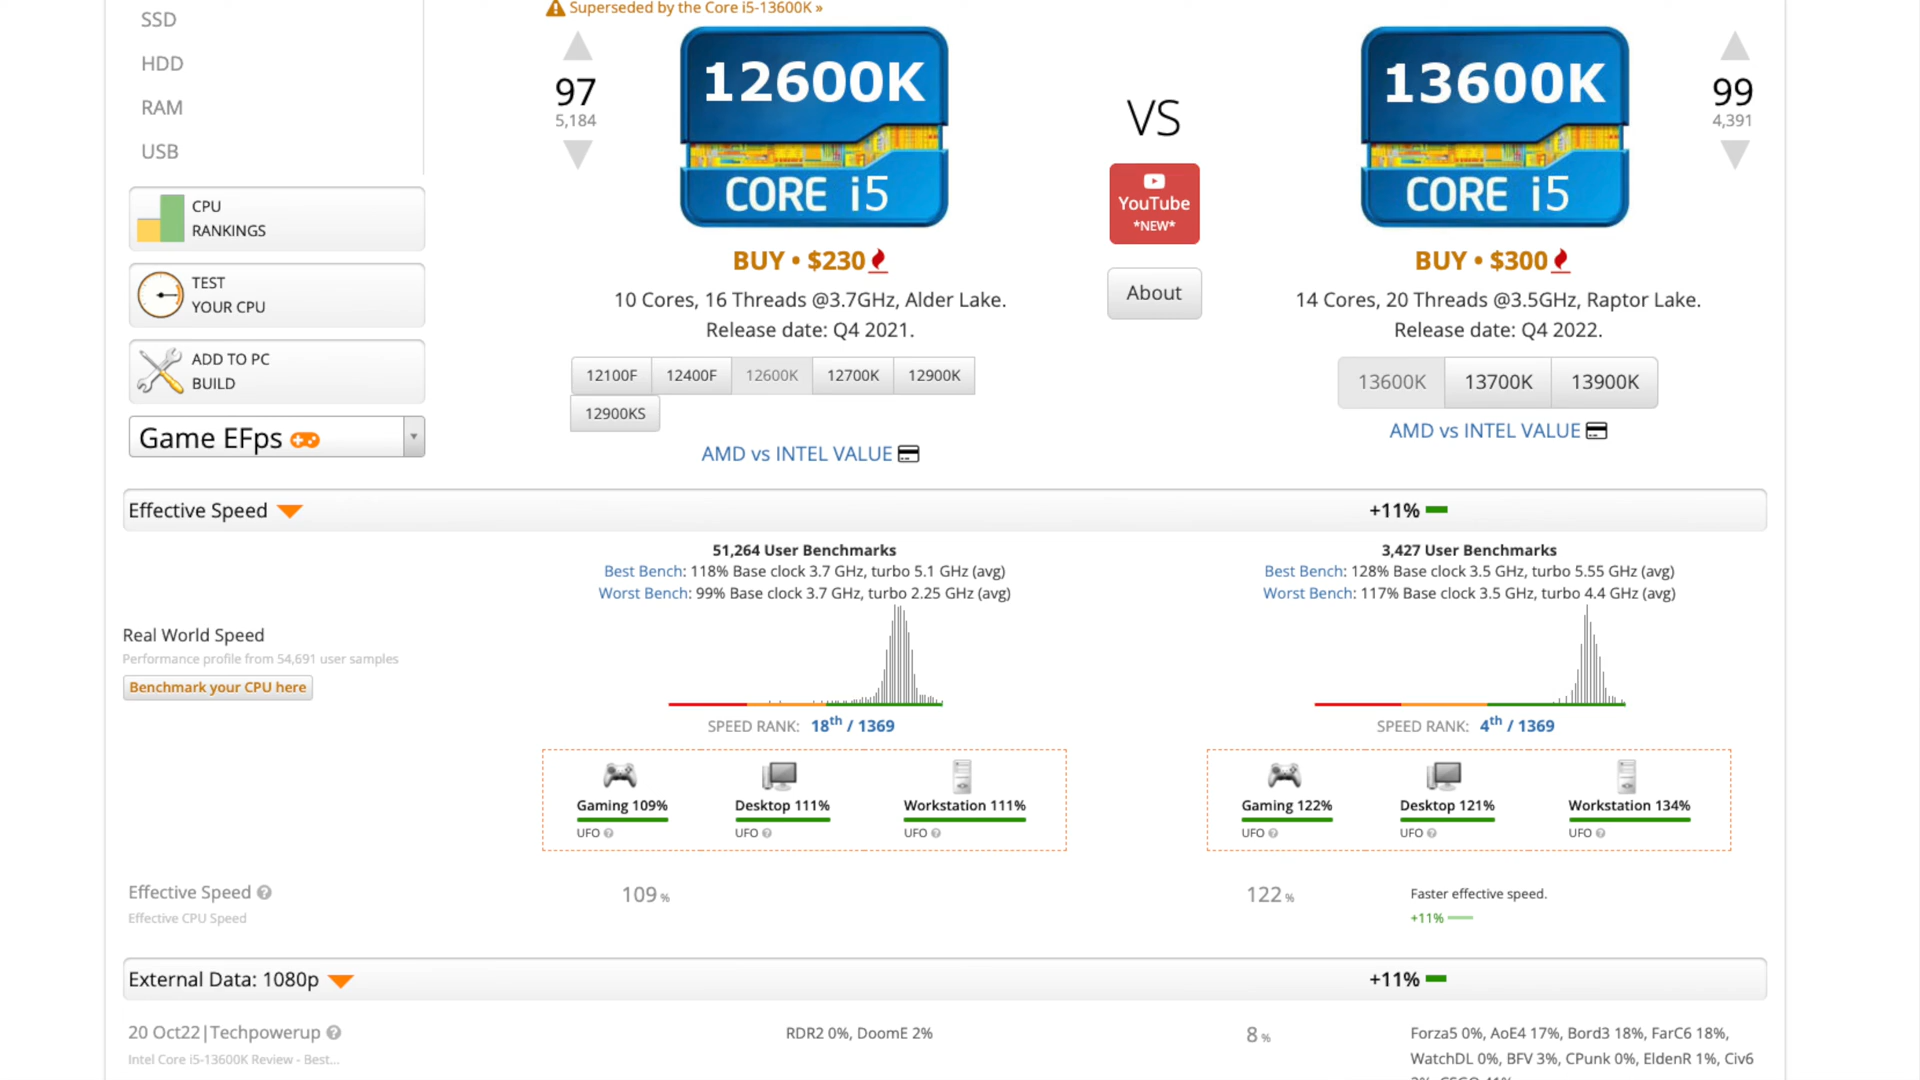 SSD
HDD
RAM
USB
CPU
RANKINGS
TEST
YOUR CPU
ADD TO PC
BUILD
Game EFps
Superseded by the Core i5-13600K »
97
5,184
12600K
CORE i5
BUY • $230
10 Cores, 16 Threads @3.7GHz, Alder Lake.
Release date: Q4 2021.
12100F 12400F 12600K 12700K 12900K
12900KS
AMD vs INTEL VALUE
VS
YouTube
*NEW*
About
13600K
CORE i5
99
4,391
BUY • $300
14 Cores, 20 Threads @3.5GHz, Raptor Lake.
Release date: Q4 2022.
13600K 13700K 13900K
AMD vs INTEL VALUE
Effective Speed +11%
Real World Speed
Performance profile from 54,691 user samples
Benchmark your CPU here
51,264 User Benchmarks
Best Bench: 118% Base clock 3.7 GHz, turbo 5.1 GHz (avg)
Worst Bench: 99% Base clock 3.7 GHz, turbo 2.25 GHz (avg)
SPEED RANK: 18th / 1369
Gaming 109% Desktop 111% Workstation 111%
UFO UFO UFO
3,427 User Benchmarks
Best Bench: 128% Base clock 3.5 GHz, turbo 5.55 GHz (avg)
Worst Bench: 117% Base clock 3.5 GHz, turbo 4.4 GHz (avg)
SPEED RANK: 4th / 1369
Gaming 122% Desktop 121% Workstation 134%
UFO UFO UFO
Effective Speed 109 % 122 % Faster effective speed.
Effective CPU Speed +11%
External Data: 1080p +11%
20 Oct22|Techpowerup RDR2 0%, DoomE 2% 8 % Forza5 0%, AoE4 17%, Bord3 18%, FarC6 18%,
Intel Core i5-13600K Review - Best... WatchDL 0%, BFV 3%, CPunk 0%, EldenR 1%, Civ6